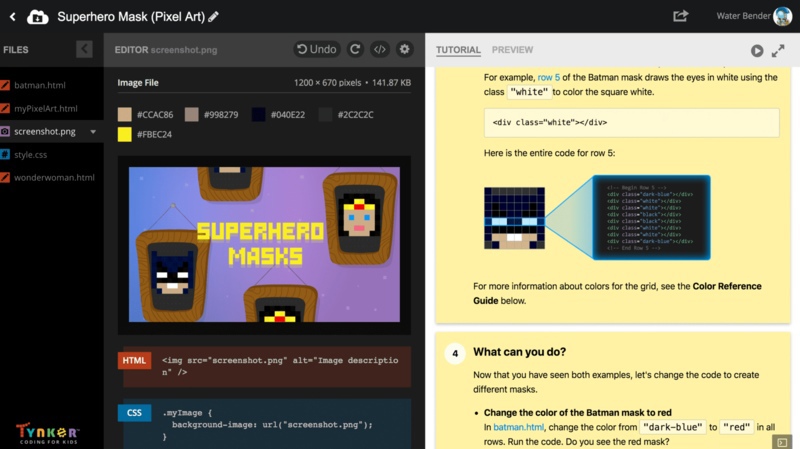 Superhero Mask (Pixel Art)
Water Bender
FILES
EDITOR screenshot.png
Undo
TUTORIAL
PREVIEW
batman.html
myPixelArt.html
screenshot.png
style.css
wonderwoman.html
Image File
1200 × 670 pixels • 141.87 KB
#CCAC86
#998279
#040E22
#2C2C2C
#FBEC24
SUPERHERO
MASKS
HTML
<img src="screenshot.png" alt="Image descriptio
n" />
CSS
.myImage {
background-image: url("screenshot.png");
}
TYNKER
CODING FOR KIDS
For example, row 5 of the Batman mask draws the eyes in white using the
class "white" to color the square white.
<div class="white"></div>
Here is the entire code for row 5:
<!-- Begin Row 5 -->
<div class="dark-blue"></div>
<div class="white"></div>
<div class="white"></div>
<div class="black"></div>
<div class="black"></div>
<div class="white"></div>
<div class="white"></div>
<div class="dark-blue"></div>
<!-- End Row 5 -->
For more information about colors for the grid, see the Color Reference
Guide below.
4
What can you do?
Now that you have seen both examples, let's change the code to create
different masks.
• Change the color of the Batman mask to red
In batman.html, change the color from "dark-blue" to "red" in all
rows. Run the code. Do you see the red mask?